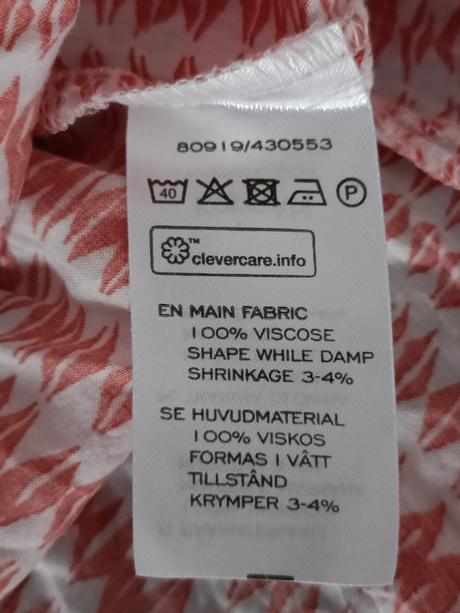 80919/430553
40
P
™
clevercare.info
EN MAIN FABRIC
100% VISCOSE
SHAPE WHILE DAMP
SHRINKAGE 3-4%
SE HUVUDMATERIAL
100% VISKOS
FORMAS I VÅTT
TILLSTÅND
KRYMPER 3-4%